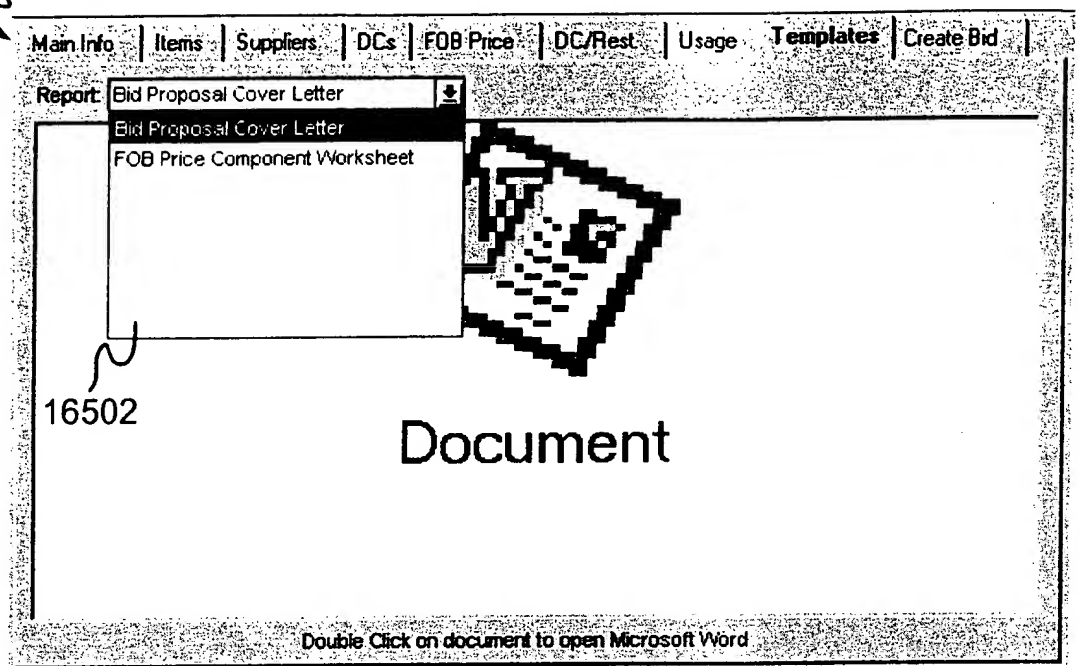 Main Info Items Suppliers DCs FOB Price DC/Rest. Usage Templates Create Bid
Report: Bid Proposal Cover Letter
Bid Proposal Cover Letter
FOB Price Component Worksheet
16502
Document
Double Click on document to open Microsoft Word